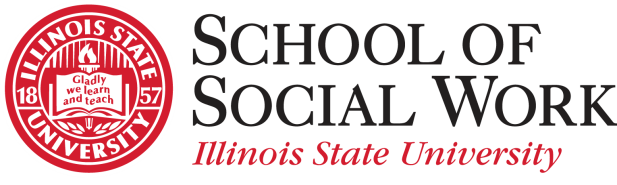 ILLINOIS STATE
Gladly
we learn
and teach
18 57
UNIVERSITY
SCHOOL OF
SOCIAL WORK
Illinois State University